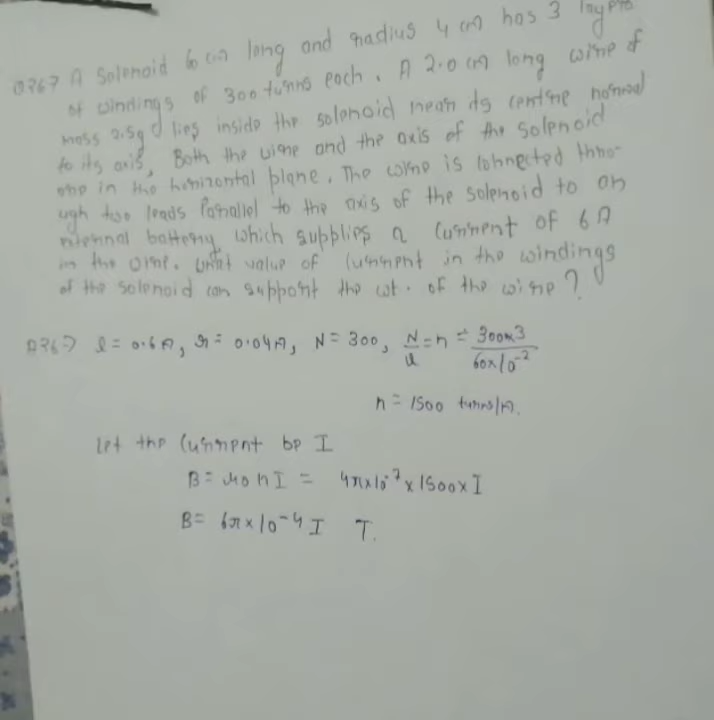 Q.267 A Solenoid 60 cm long and radius 4 cm has 3 layers
of windings of 300 turns each. A 2.0 cm long wire of
mass 2.5g lies inside the solenoid near its centre normal
to its axis, Both the wire and the axis of the solenoid
are in the horizontal plane. The wire is connected thro-
ugh two leads Parallel to the axis of the solenoid to an
external battery which supplies a Current of 6 A
in the wire. What value of Current in the windings
of the solenoid can support the wt. of the wire?
l = 0.6 m, r = 0.04 m, N = 300, N/l = n = 300×3/60×10⁻²
n = 1500 turns/m.
Let the Current be I
B = μ0 n I = 4π×10⁻⁷ × 1500 × I
B = 6π × 10⁻⁴ I T.